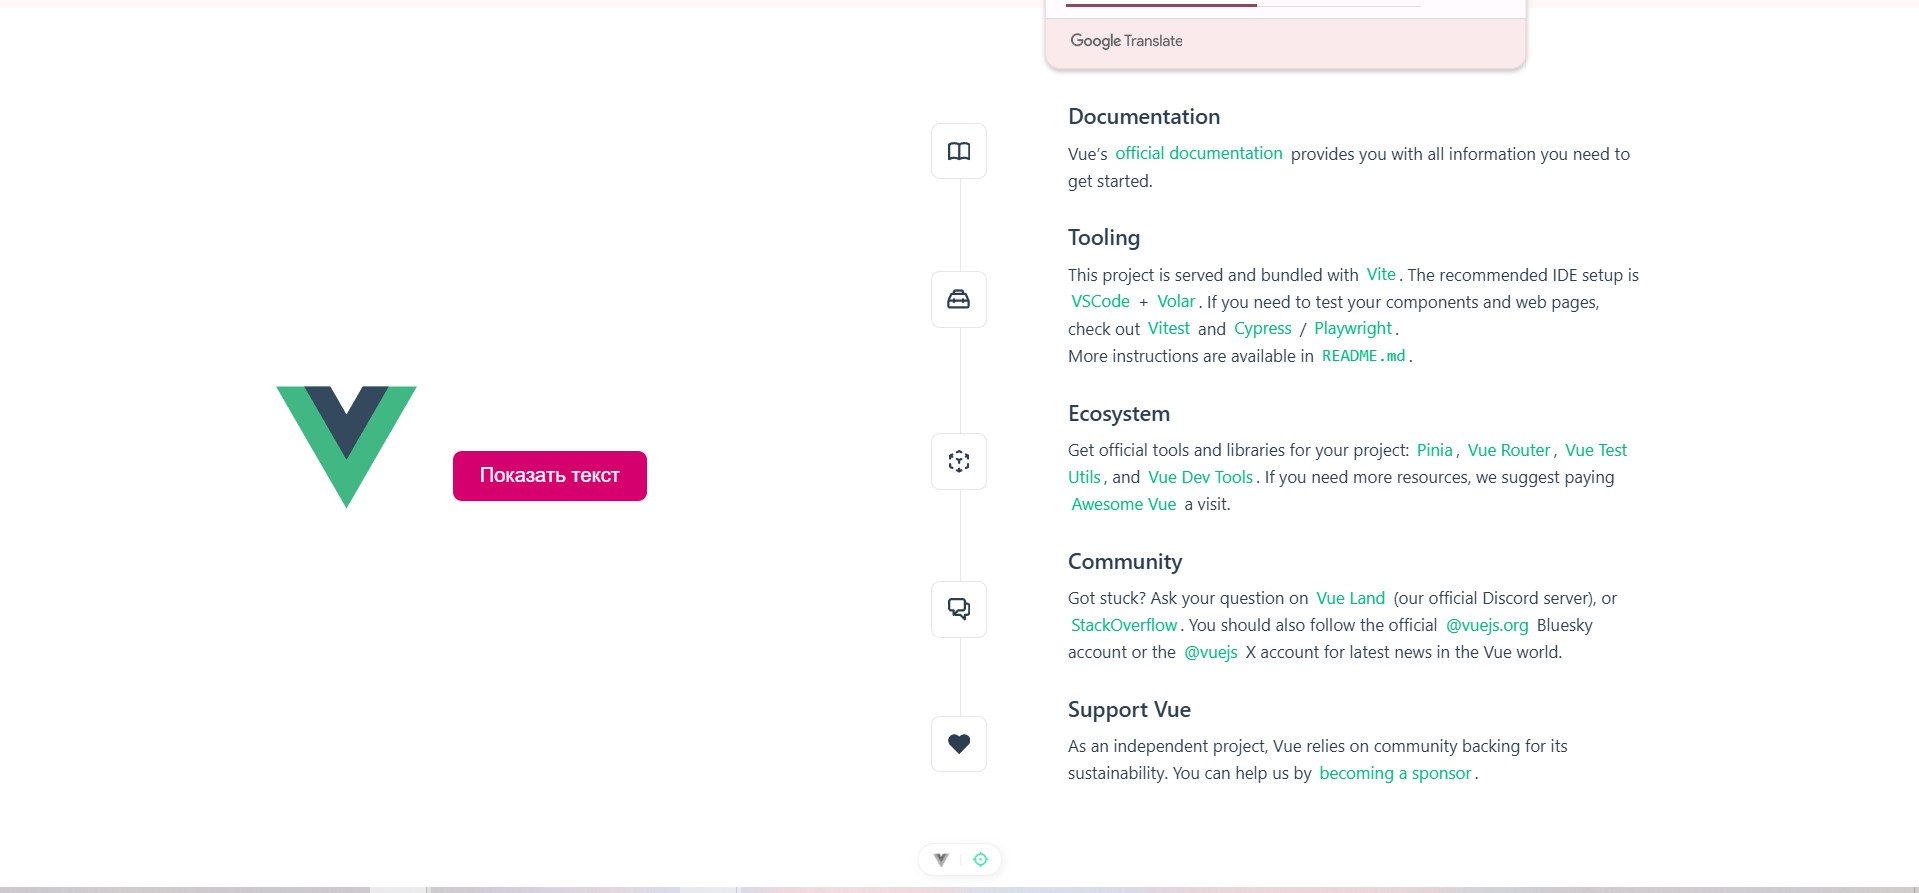 Google Translate
Documentation
Vue’s official documentation provides you with all information you need to
get started.
Tooling
This project is served and bundled with Vite. The recommended IDE setup is
VSCode + Volar. If you need to test your components and web pages,
check out Vitest and Cypress / Playwright.
More instructions are available in README.md.
Ecosystem
Get official tools and libraries for your project: Pinia, Vue Router, Vue Test
Utils, and Vue Dev Tools. If you need more resources, we suggest paying
Awesome Vue a visit.
Показать текст
Community
Got stuck? Ask your question on Vue Land (our official Discord server), or
StackOverflow. You should also follow the official @vuejs.org Bluesky
account or the @vuejs X account for latest news in the Vue world.
Support Vue
As an independent project, Vue relies on community backing for its
sustainability. You can help us by becoming a sponsor.